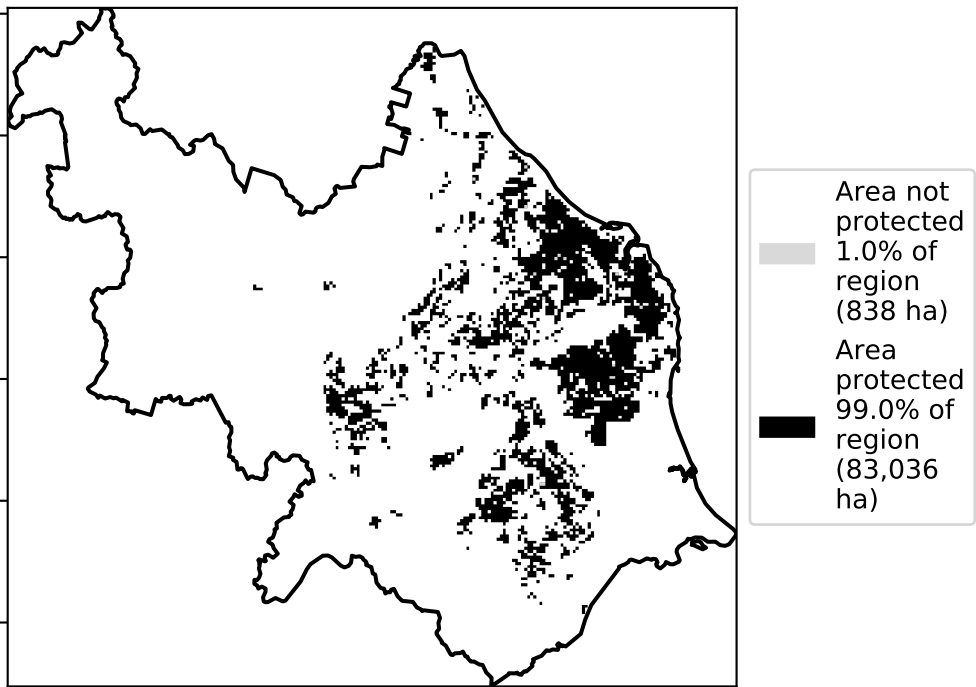 Area not
protected
1.0% of
region
(838 ha)
Area
protected
99.0% of
region
(83,036
ha)